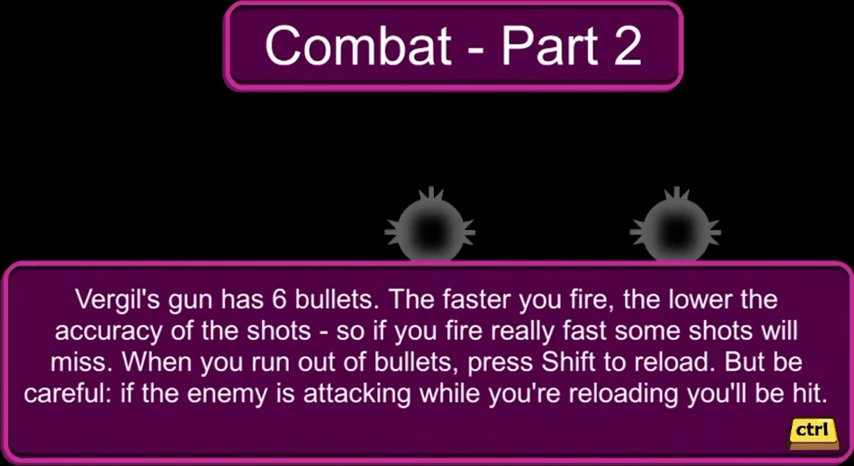 Combat - Part 2
Vergil's gun has 6 bullets. The faster you fire, the lower the
accuracy of the shots - so if you fire really fast some shots will
miss. When you run out of bullets, press Shift to reload. But be
careful: if the enemy is attacking while you're reloading you'll be hit.
ctrl